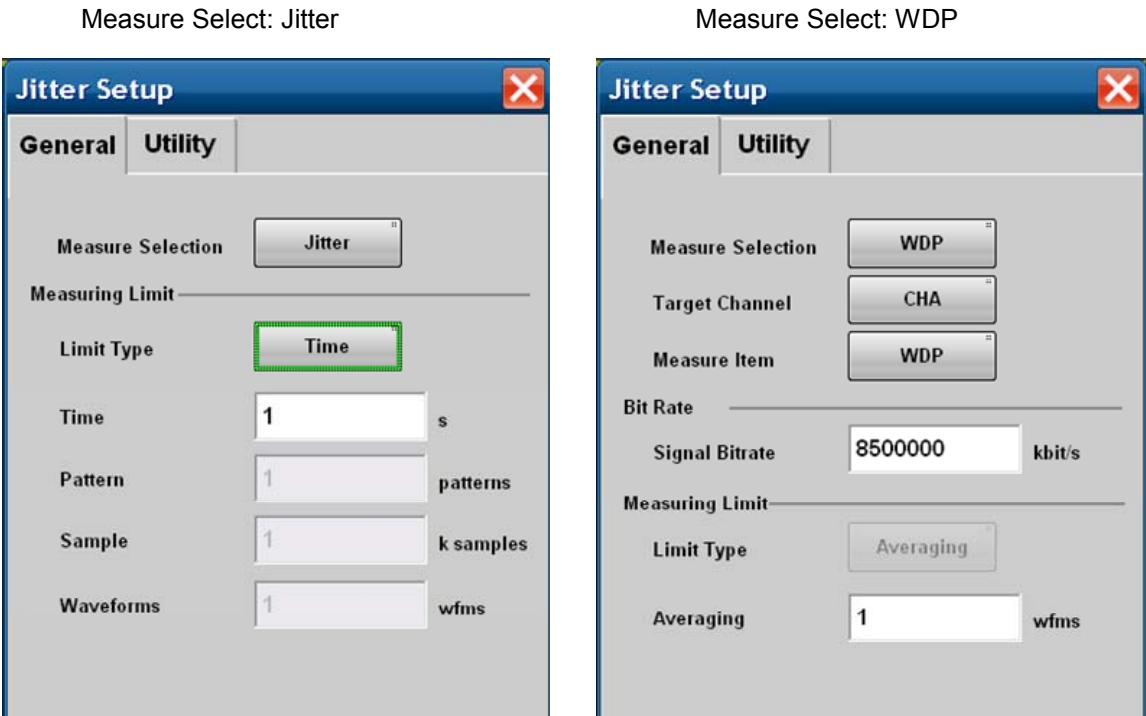 Measure Select: Jitter
Jitter Setup
General Utility
Measure Selection Jitter
Measuring Limit
Limit Type Time
Time 1 s
Pattern 1 patterns
Sample 1 k samples
Waveforms 1 wfms
Measure Select: WDP
Jitter Setup
General Utility
Measure Selection WDP
Target Channel CHA
Measure Item WDP
Bit Rate
Signal Bitrate 8500000 kbit/s
Measuring Limit
Limit Type Averaging
Averaging 1 wfms